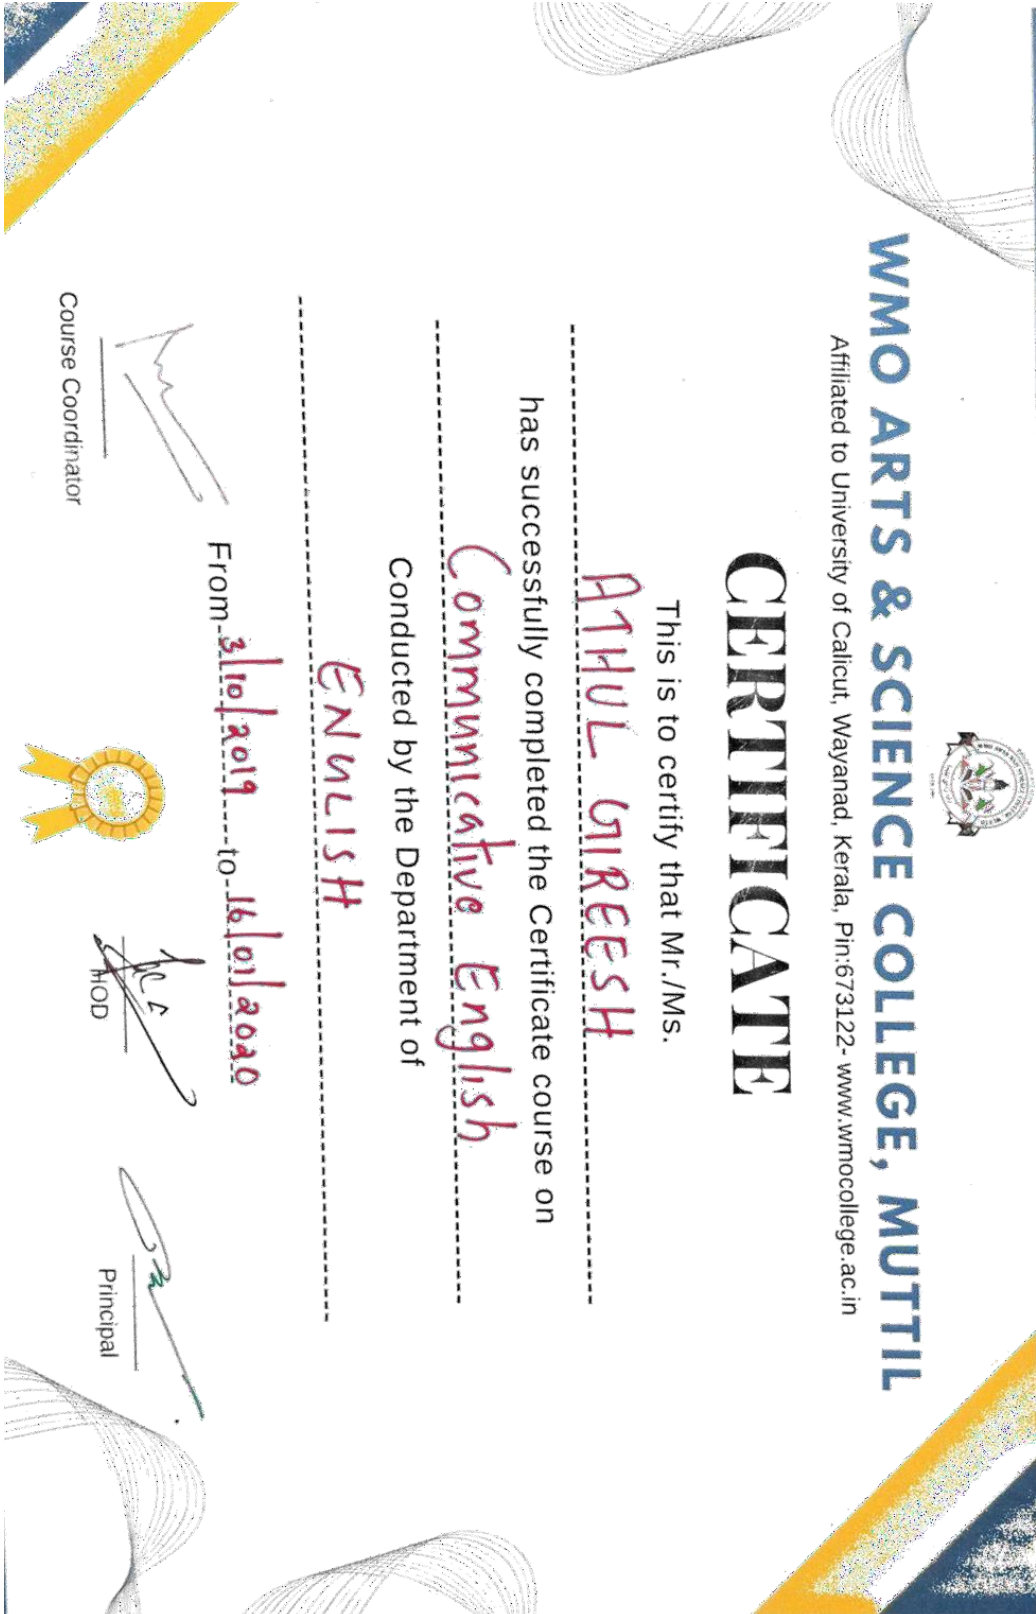 WMO ARTS & SCIENCE COLLEGE, MUTTIL
Affiliated to University of Calicut, Wayanad, Kerala, Pin:673122- www.wmocollege.ac.in
CERTIFICATE
This is to certify that Mr./Ms.
ATHUL GIREESH
has successfully completed the Certificate course on
Communicative English
Conducted by the Department of
ENGLISH
From 3/10/2019 to 16/01/2020
Course Coordinator
HOD
Principal